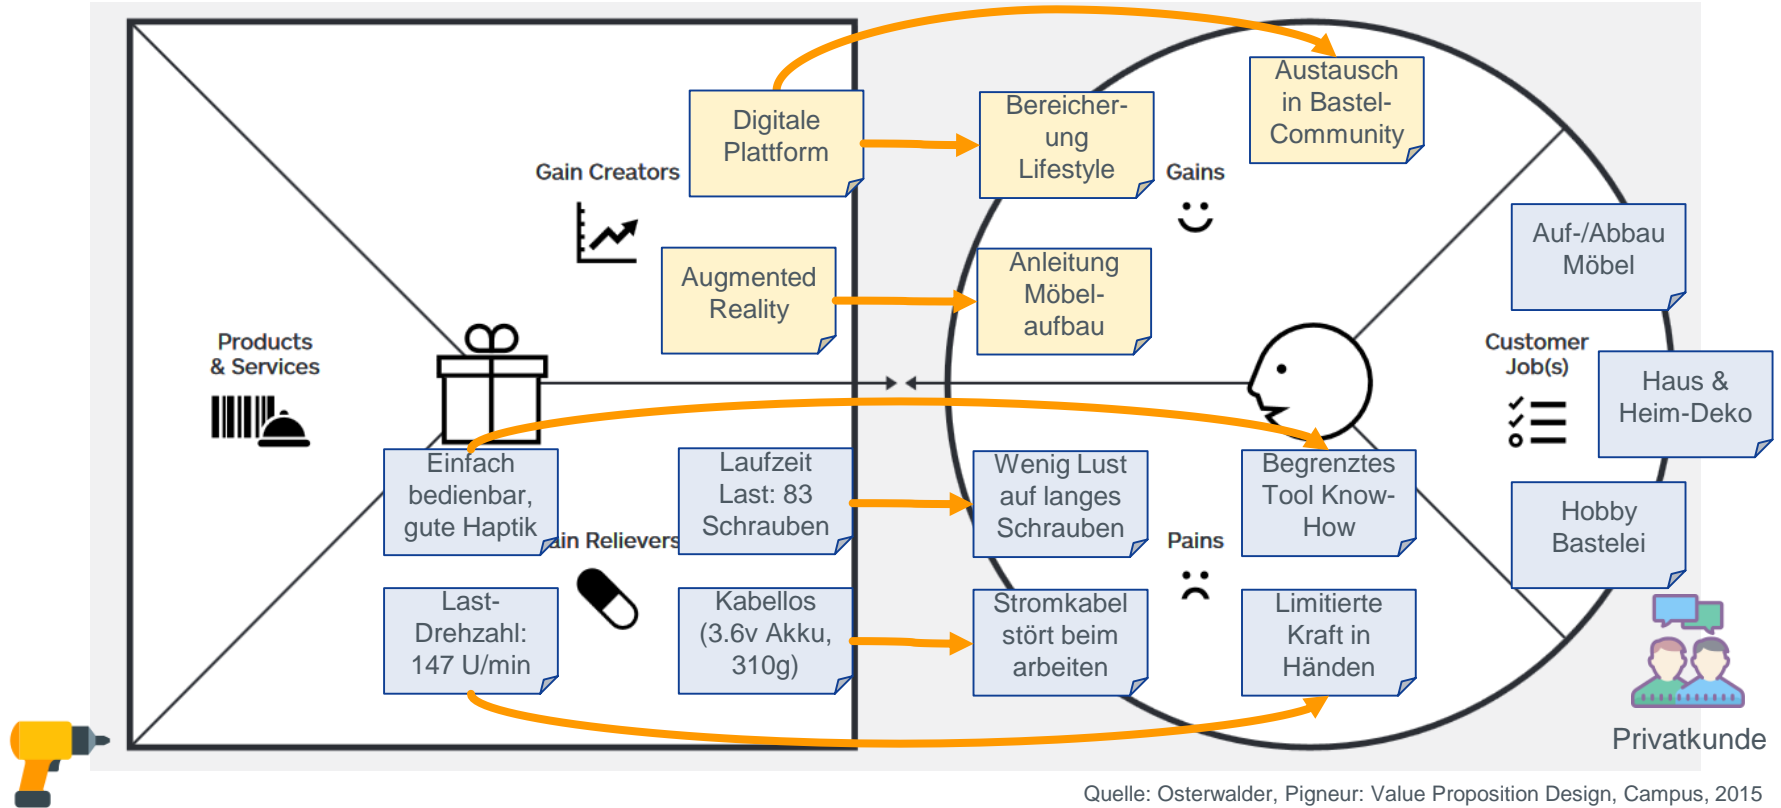 Digitale
Plattform
Bereicher-
ung
Lifestyle
Austausch
in Bastel-
Community
Gain Creators
Gains
Augmented
Reality
Anleitung
Möbel-
aufbau
Auf-/Abbau
Möbel
Products
& Services
Customer
Job(s)
Haus &
Heim-Deko
Einfach
bedienbar,
gute Haptik
Laufzeit
Last: 83
Schrauben
Wenig Lust
auf langes
Schrauben
Begrenztes
Tool Know-
How
Hobby
Bastelei
ain Relievers
Pains
Last-
Drehzahl:
147 U/min
Kabellos
(3.6v Akku,
310g)
Stromkabel
stört beim
arbeiten
Limitierte
Kraft in
Händen
Privatkunde
Quelle: Osterwalder, Pigneur: Value Proposition Design, Campus, 2015